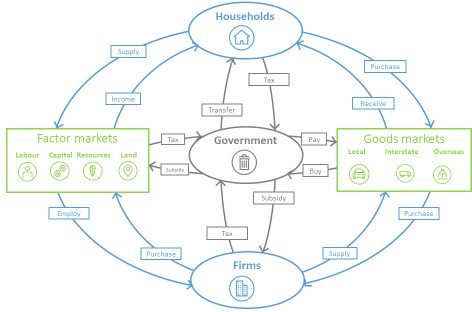 Households
Supply
Purchase
Income
Tax
Receive
Transfer
Factor markets
Labour Capital Resources Land
Tax
Government
Pay
Goods markets
Local Interstate Overseas
Subsidy
Buy
Employ
Subsidy
Purchase
Tax
Purchase
Supply
Firms